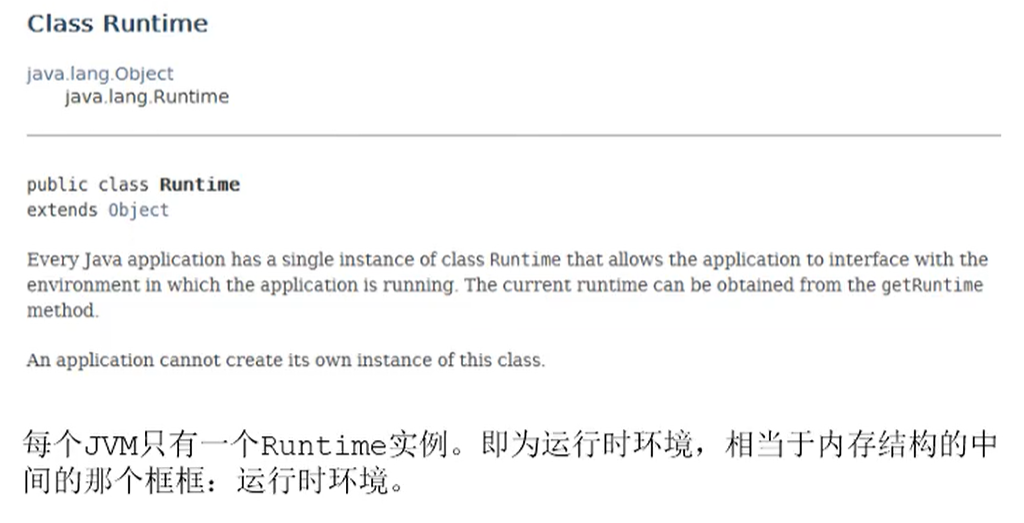 Class Runtime
java.lang.Object
java.lang.Runtime
public class Runtime
extends Object
Every Java application has a single instance of class Runtime that allows the application to interface with the
environment in which the application is running. The current runtime can be obtained from the getRuntime
method.
An application cannot create its own instance of this class.
每个JVM只有一个Runtime实例。即为运行时环境，相当于内存结构的中
间的那个框框：运行时环境。